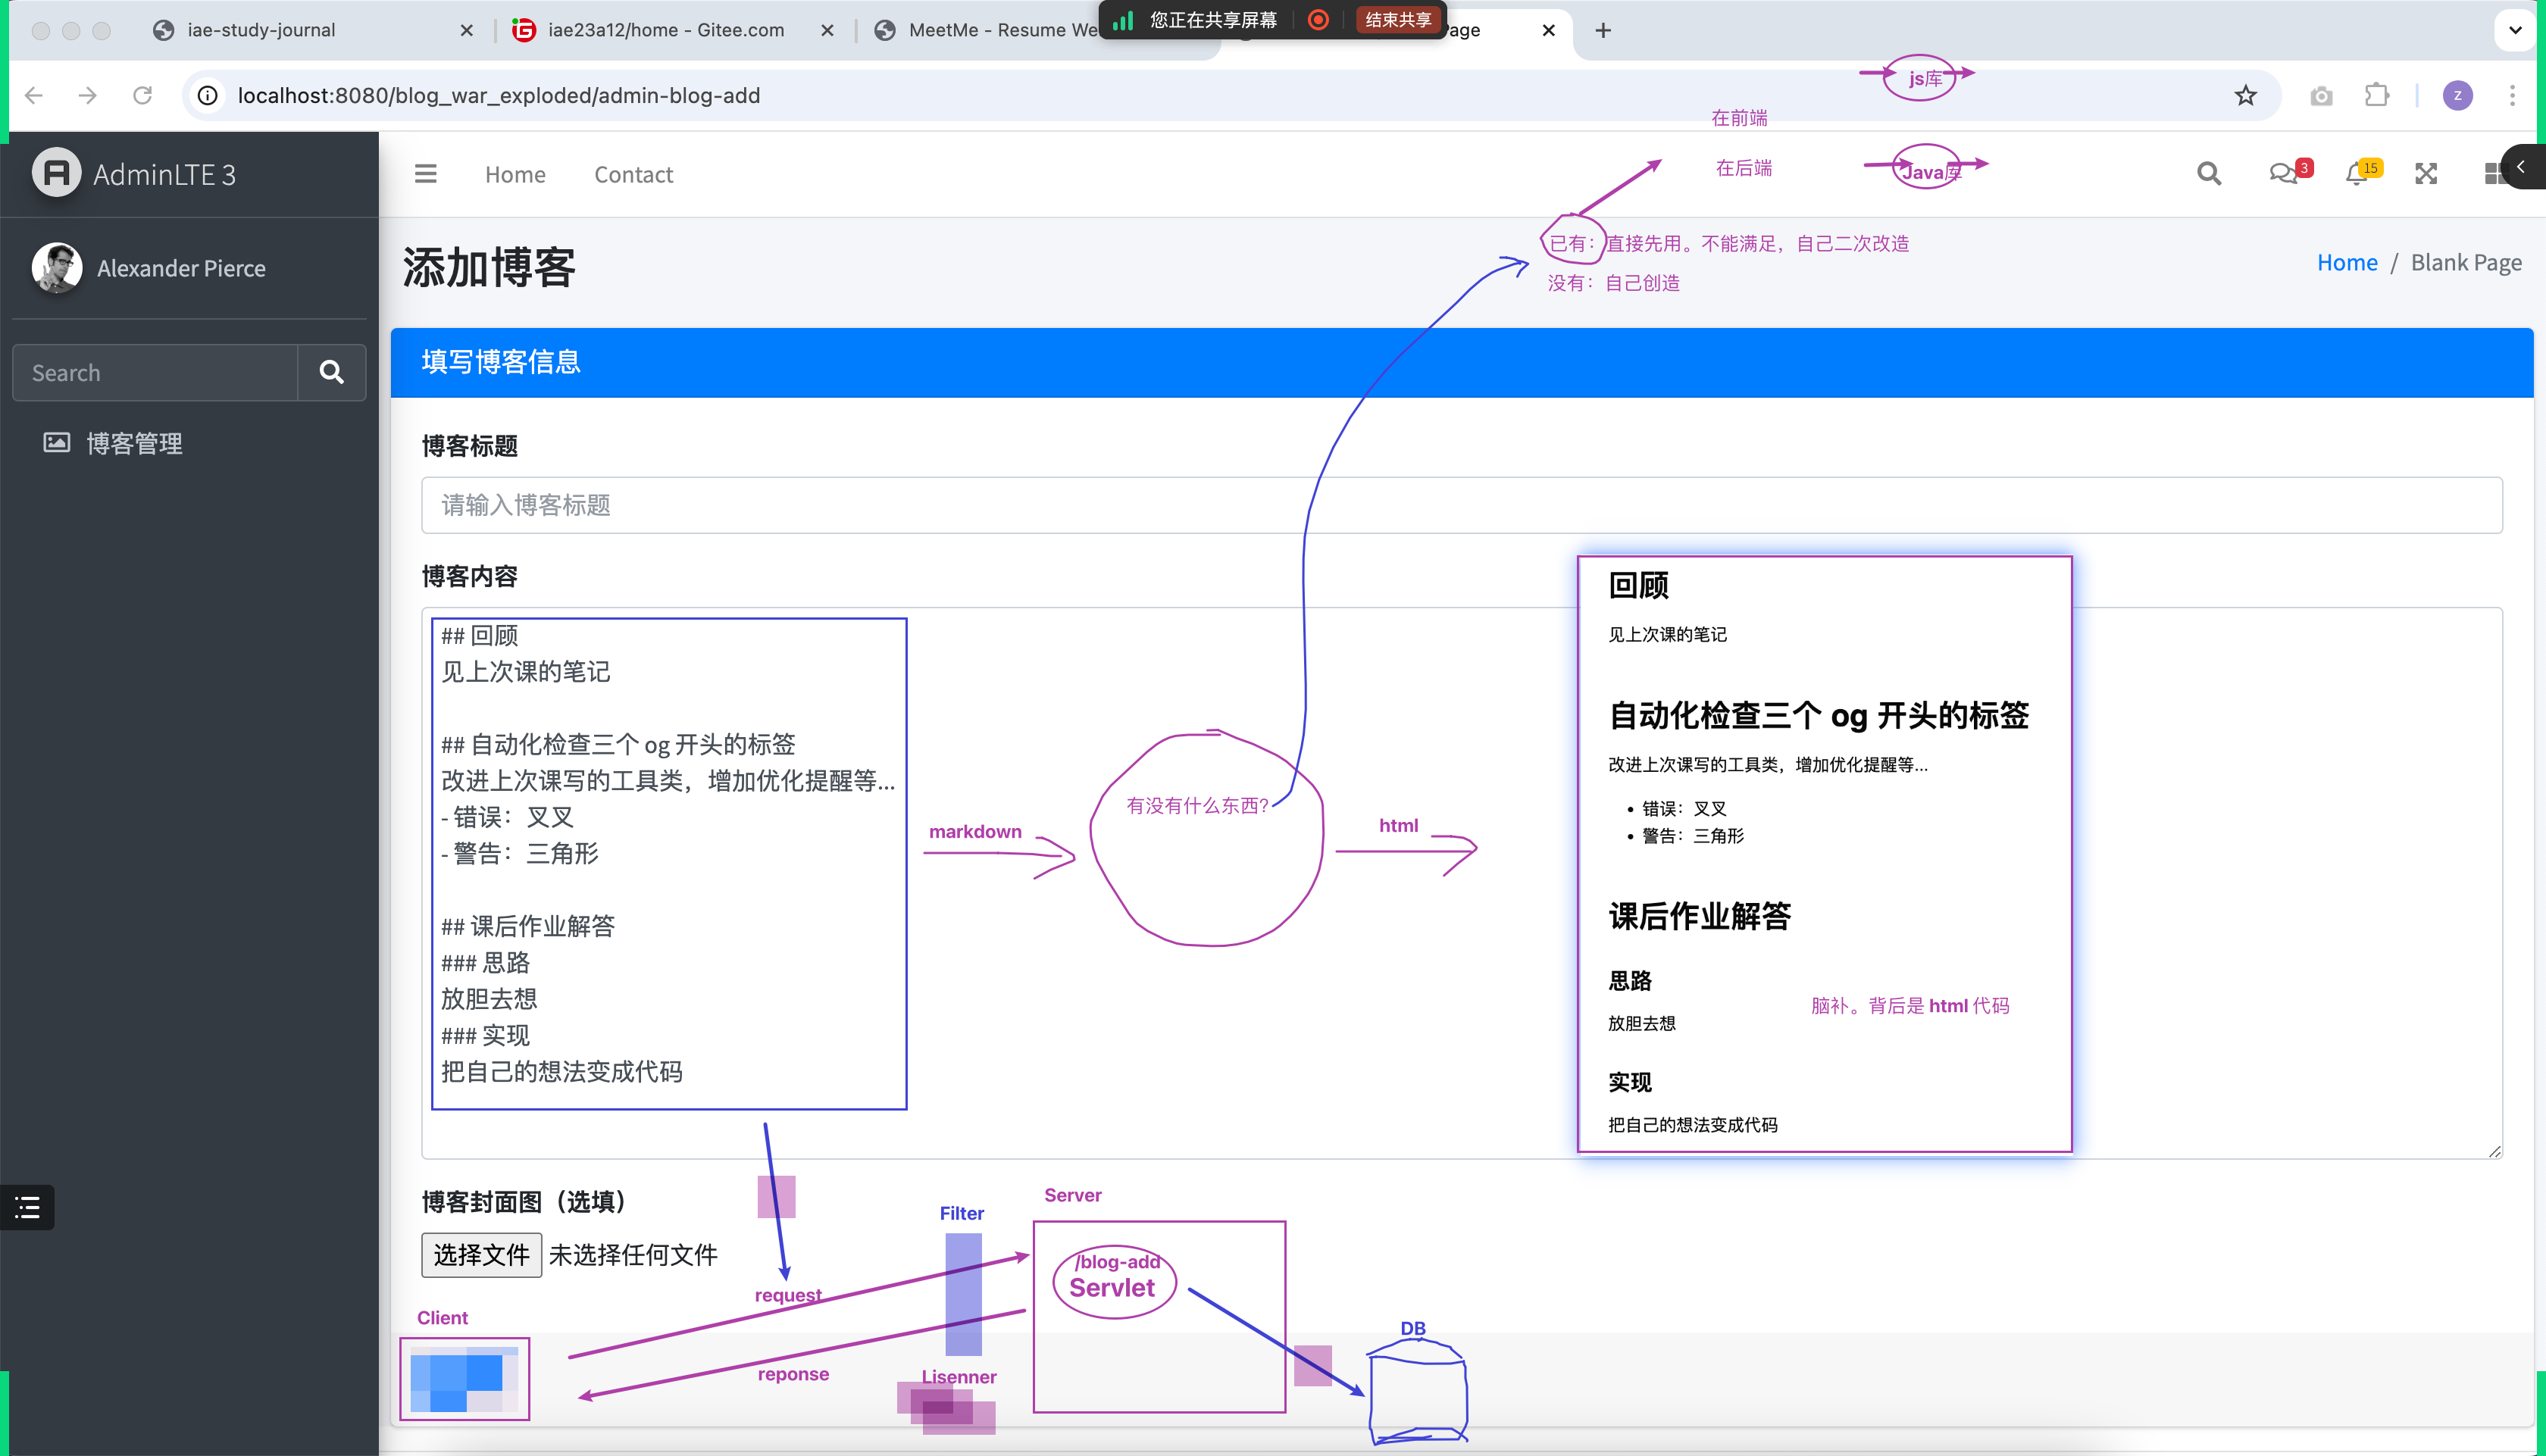 iae-study-journal
iae23a12/home - Gitee.com
MeetMe - Resume We
您正在共享屏幕
结束共享
age
localhost:8080/blog_war_exploded/admin-blog-add
z
js库
在前端
在后端
Java库
AdminLTE 3
Home
Contact
3
15
已有：直接先用。不能满足，自己二次改造
没有：自己创造
Alexander Pierce
添加博客
Home / Blank Page
Search
填写博客信息
博客管理
博客标题
请输入博客标题
博客内容
## 回顾
见上次课的笔记
## 自动化检查三个 og 开头的标签
改进上次课写的工具类，增加优化提醒等...
- 错误：叉叉
- 警告：三角形
## 课后作业解答
### 思路
放胆去想
### 实现
把自己的想法变成代码
markdown
有没有什么东西?
html
回顾
见上次课的笔记
自动化检查三个 og 开头的标签
改进上次课写的工具类，增加优化提醒等...
• 错误：叉叉
• 警告：三角形
课后作业解答
思路
放胆去想
脑补。背后是 html 代码
实现
把自己的想法变成代码
博客封面图（选填）
选择文件 未选择任何文件
Filter
Server
/blog-add
Servlet
request
Client
reponse
Lisenner
DB